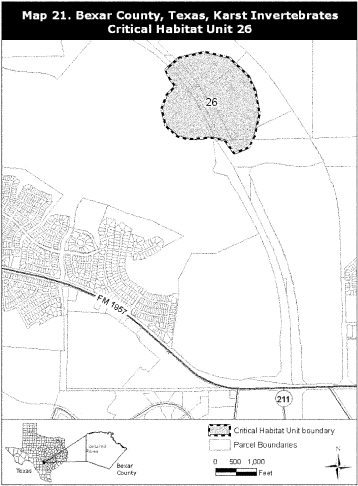 Map 21. Bexar County, Texas, Karst Invertebrates
Critical Habitat Unit 26
26
FM 1957
211
Texas
Bexar
County
Critical Habitat Unit boundary
Parcel Boundaries
0 500 1,000
Feet
N